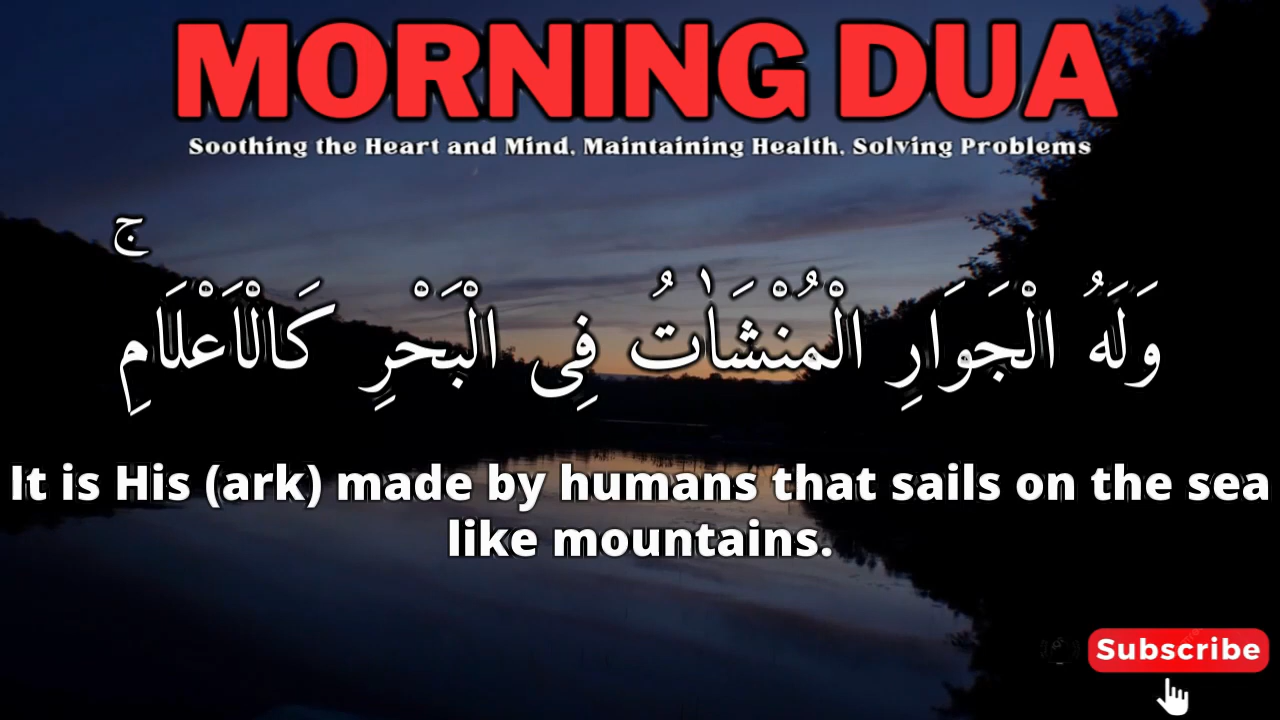 MORNING DUA
Soothing the Heart and Mind, Maintaining Health, Solving Problems
وَلَهُ الْجَوَارِ الْمُنْشَاٰتُ فِى الْبَحْرِ كَالْاَعْلَامِ ۚ
It is His (ark) made by humans that sails on the sea
like mountains.
Subscribe